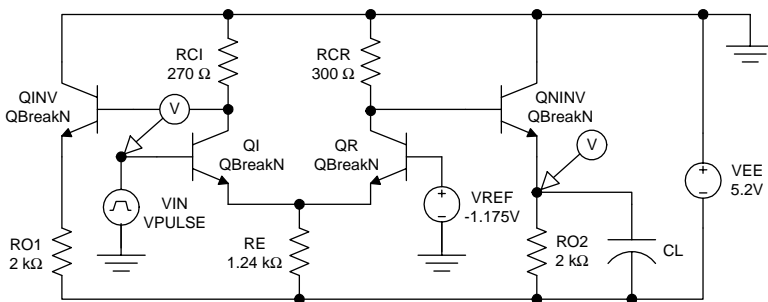 RCI
270 Ω
RCR
300 Ω
QINV
QBreakN
V
QNINV
QBreakN
QI
QBreakN
QR
QBreakN
V
VIN
VPULSE
VREF
-1.175V
VEE
5.2V
RO1
2 kΩ
RE
1.24 kΩ
RO2
2 kΩ
CL